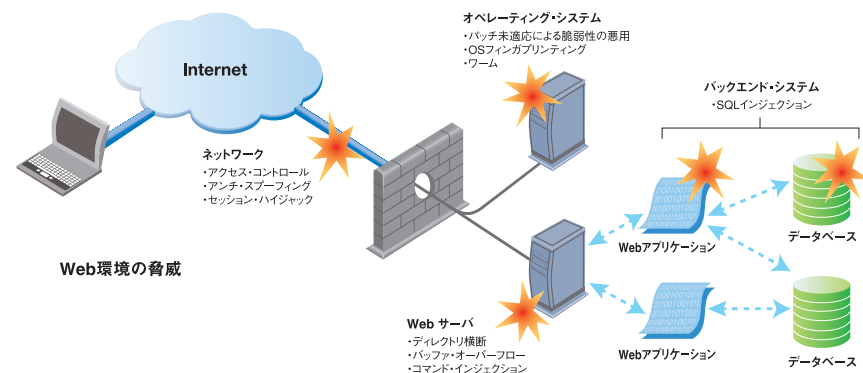 オペレーティング・システム
・パッチ未適応による脆弱性の悪用
・OSフィンガプリンティング
・ワーム
Internet
バックエンド・システム
・SQLインジェクション
ネットワーク
・アクセス・コントロール
・アンチ・スプーフィング
・セッション・ハイジャック
Webアプリケーション
データベース
Web環境の脅威
Web サーバ
・ディレクトリ横断
・バッファ・オーバーフロー
・コマンド・インジェクション
Webアプリケーション
データベース